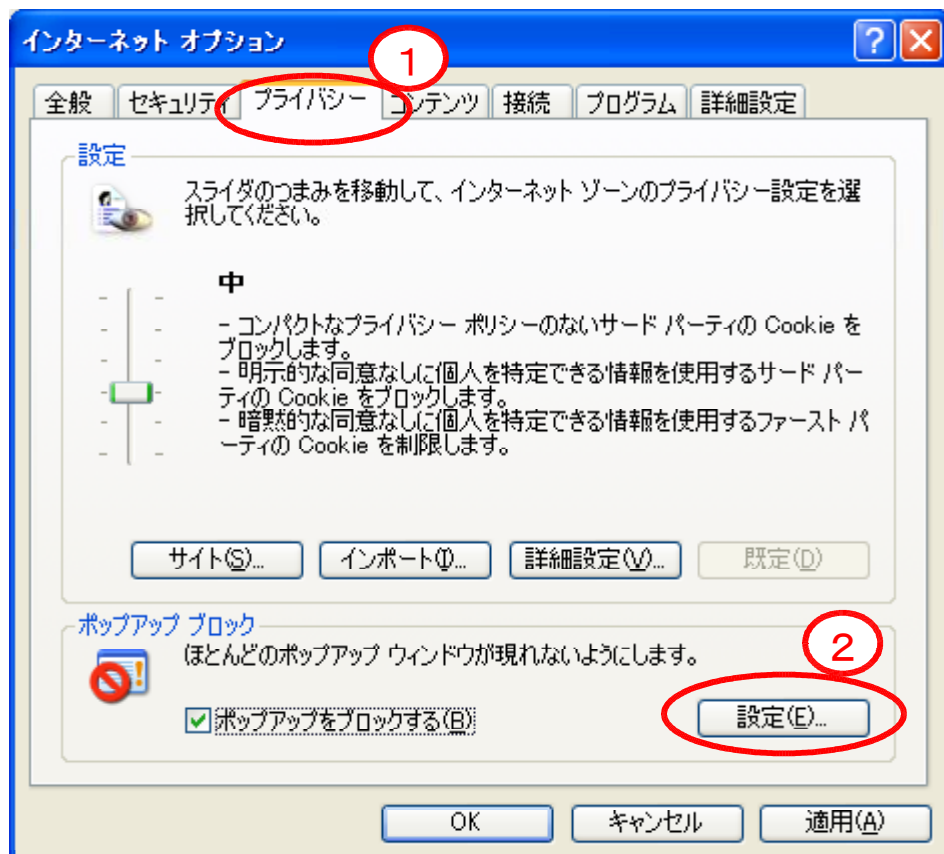 インターネット オプション
1
全般 セキュリティ プライバシー コンテンツ 接続 プログラム 詳細設定
設定
スライダのつまみを移動して、インターネット ゾーンのプライバシー設定を選
択してください。
中
- コンパクトなプライバシー ポリシーのないサード パーティの Cookie を
ブロックします。
- 明示的な同意なしに個人を特定できる情報を使用するサード パー
ティの Cookie をブロックします。
- 暗黙的な同意なしに個人を特定できる情報を使用するファースト パ
ーティの Cookie を制限します。
サイト(S)... インポート(I)... 詳細設定(V)... 既定(D)
ポップアップ ブロック
ほとんどのポップアップ ウィンドウが現れないようにします。
2
ポップアップをブロックする(B)
設定(E)...
OK キャンセル 適用(A)